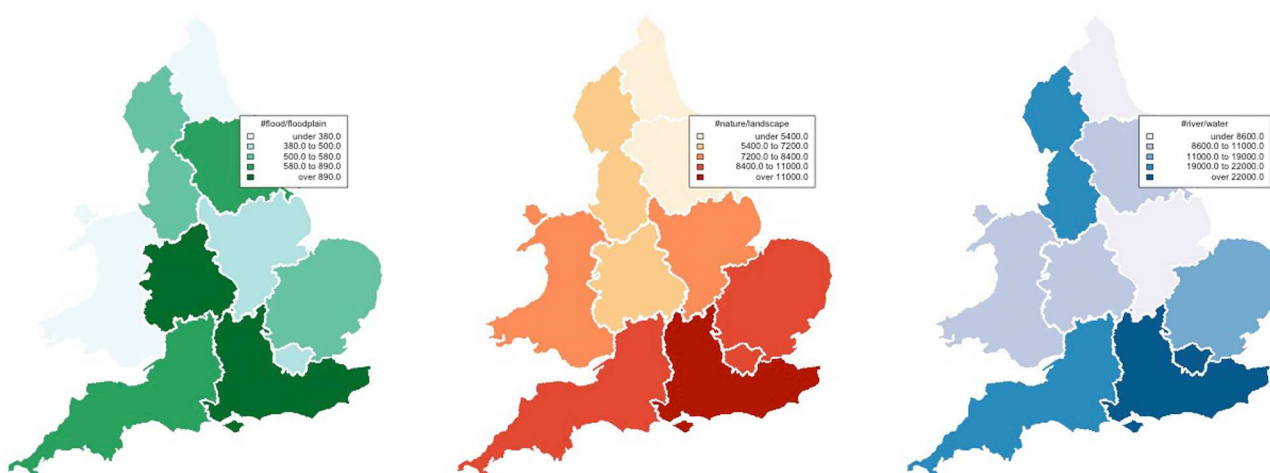 #flood/floodplain
under 380.0
380.0 to 500.0
500.0 to 580.0
580.0 to 890.0
over 890.0
#nature/landscape
under 5400.0
5400.0 to 7200.0
7200.0 to 8400.0
8400.0 to 11000.0
over 11000.0
#river/water
under 8600.0
8600.0 to 11000.0
11000.0 to 19000.0
19000.0 to 22000.0
over 22000.0